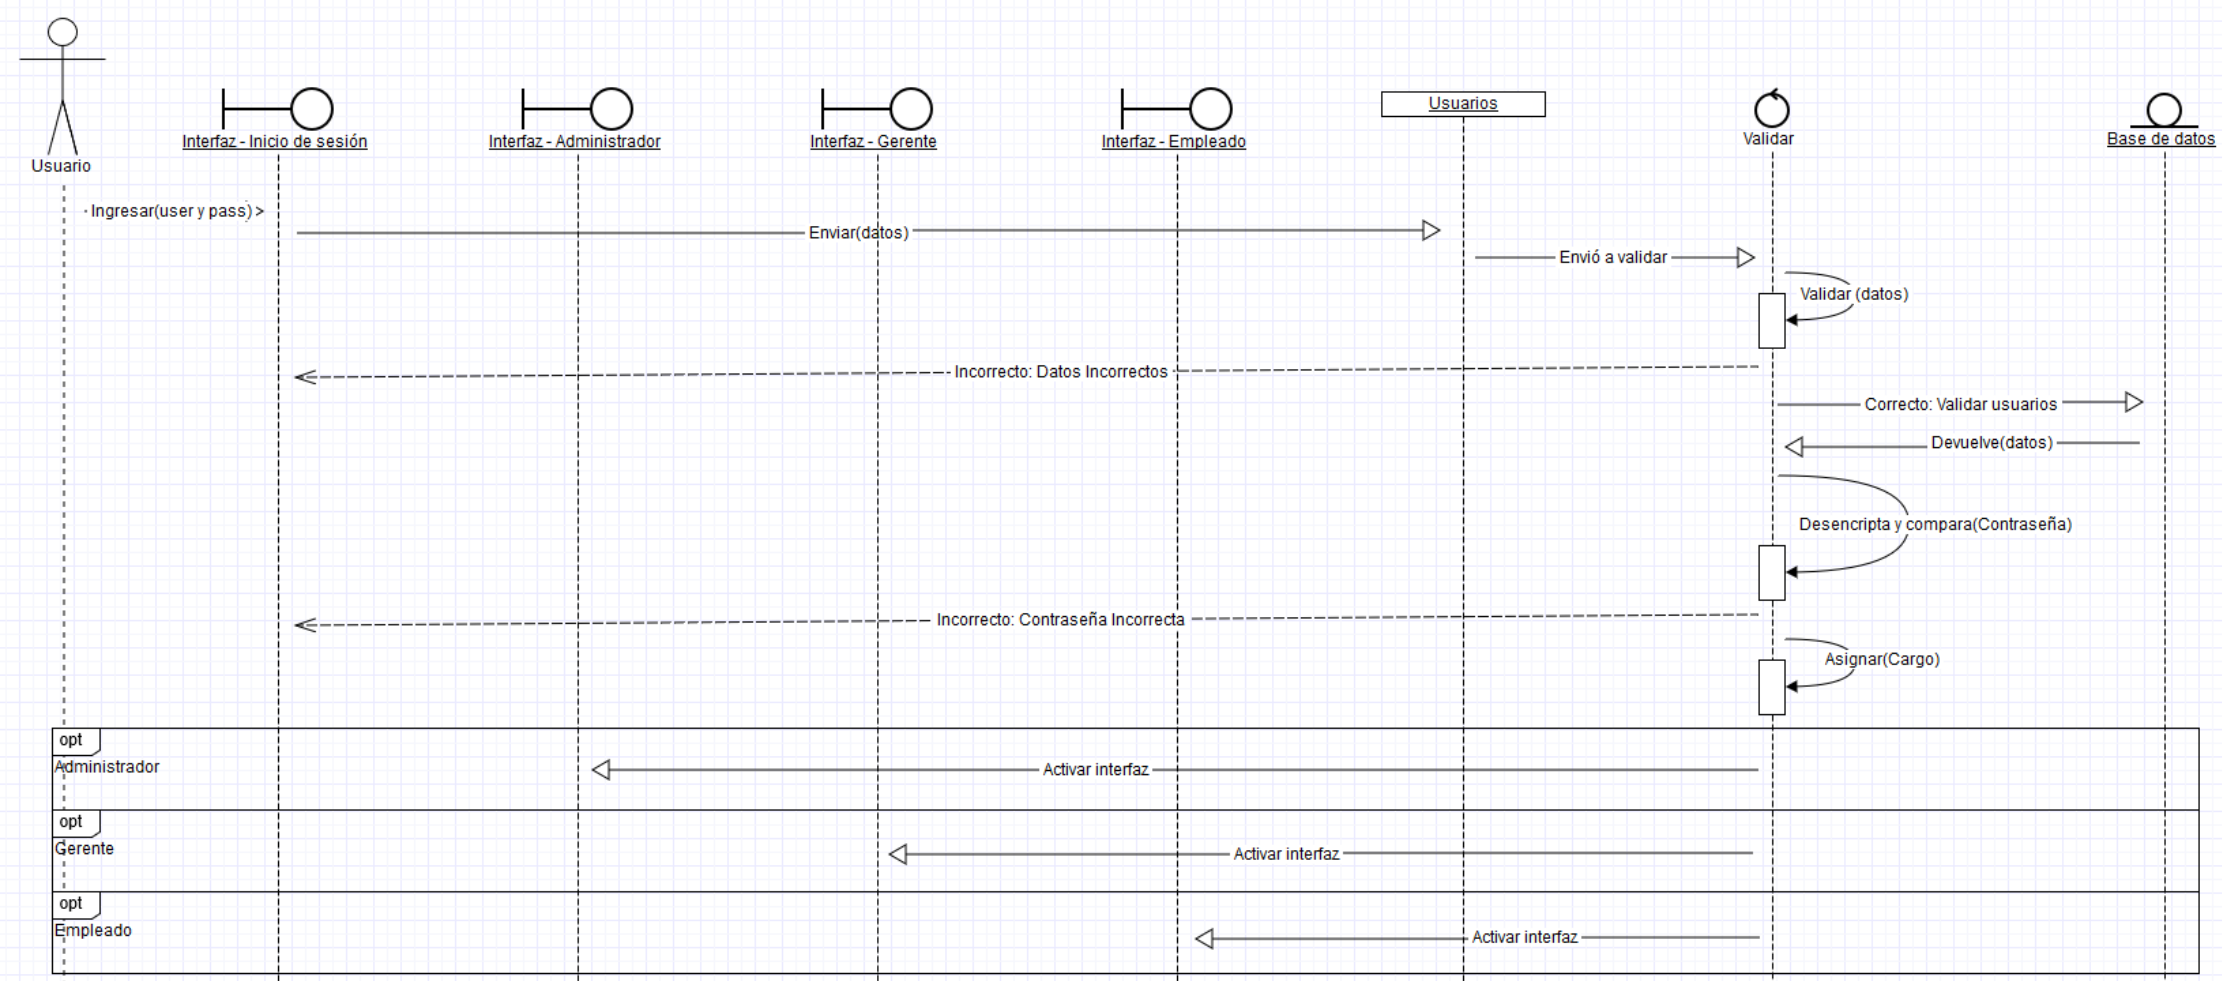 Usuario
Interfaz - Inicio de sesión
Interfaz - Administrador
Interfaz - Gerente
Interfaz - Empleado
Usuarios
Validar
Base de datos
Ingresar(user y pass)
Enviar(datos)
Envió a validar
Validar (datos)
Incorrecto: Datos Incorrectos
Correcto: Validar usuarios
Devuelve(datos)
Desencripta y compara(Contraseña)
Incorrecto: Contraseña Incorrecta
Asignar(Cargo)
opt
Administrador
Activar interfaz
opt
Gerente
Activar interfaz
opt
Empleado
Activar interfaz